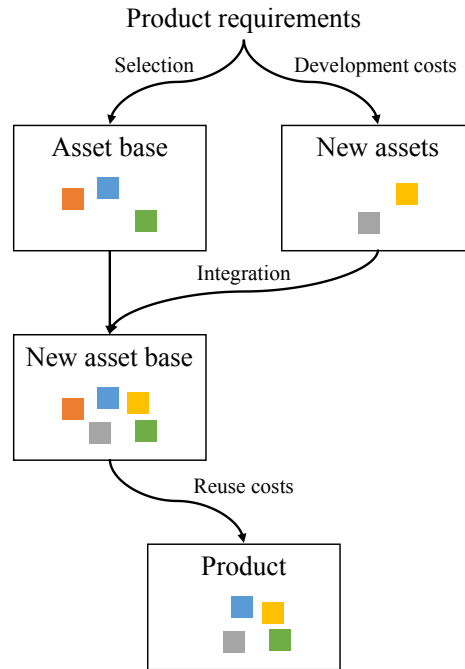 Product requirements
Selection
Development costs
Asset base
New assets
Integration
New asset base
Reuse costs
Product